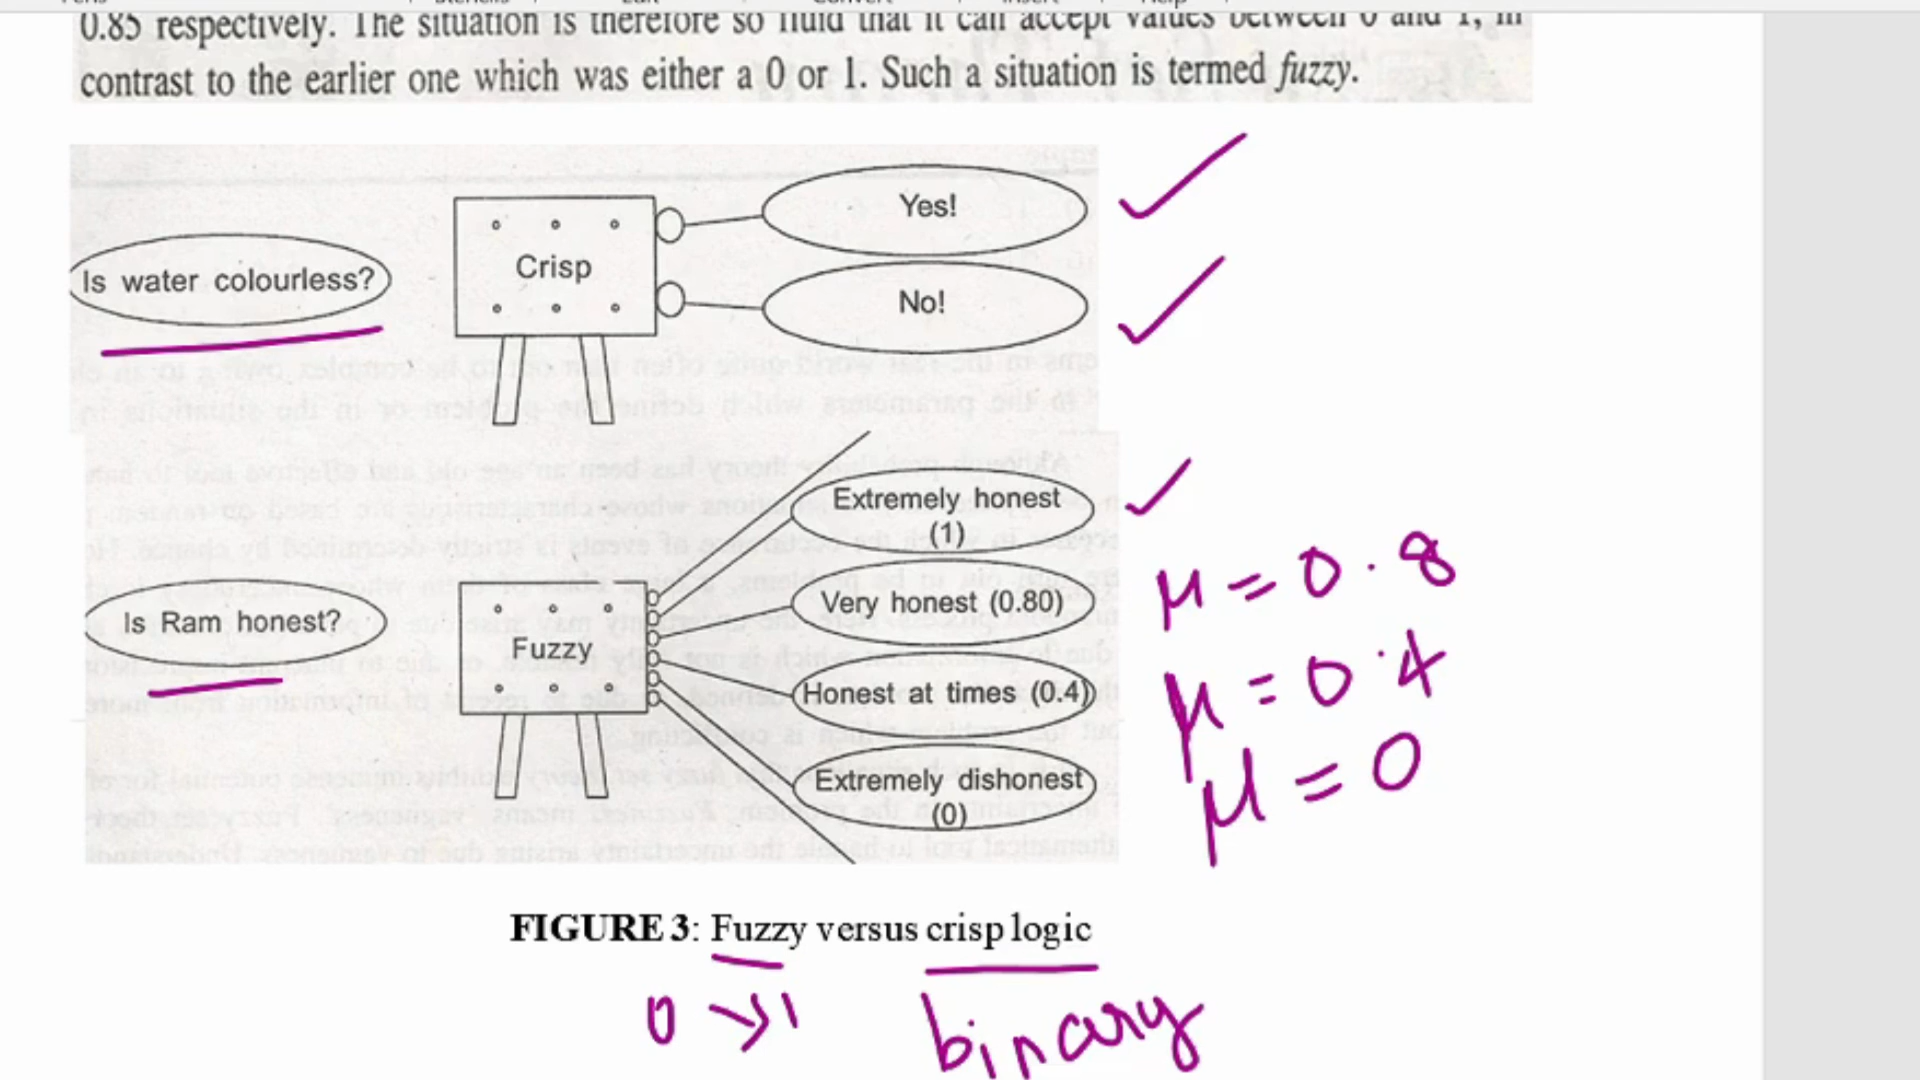 0.85 respectively. The situation is therefore so fluid that it can accept values between 0 and 1, in
contrast to the earlier one which was either a 0 or 1. Such a situation is termed fuzzy.
Is water colourless?
Crisp
Yes!
No!
Is Ram honest?
Fuzzy
Extremely honest
(1)
Very honest (0.80)
Honest at times (0.4)
Extremely dishonest
(0)
μ = 0.8
μ = 0.4
μ = 0
FIGURE 3: Fuzzy versus crisp logic
0 → 1
binary